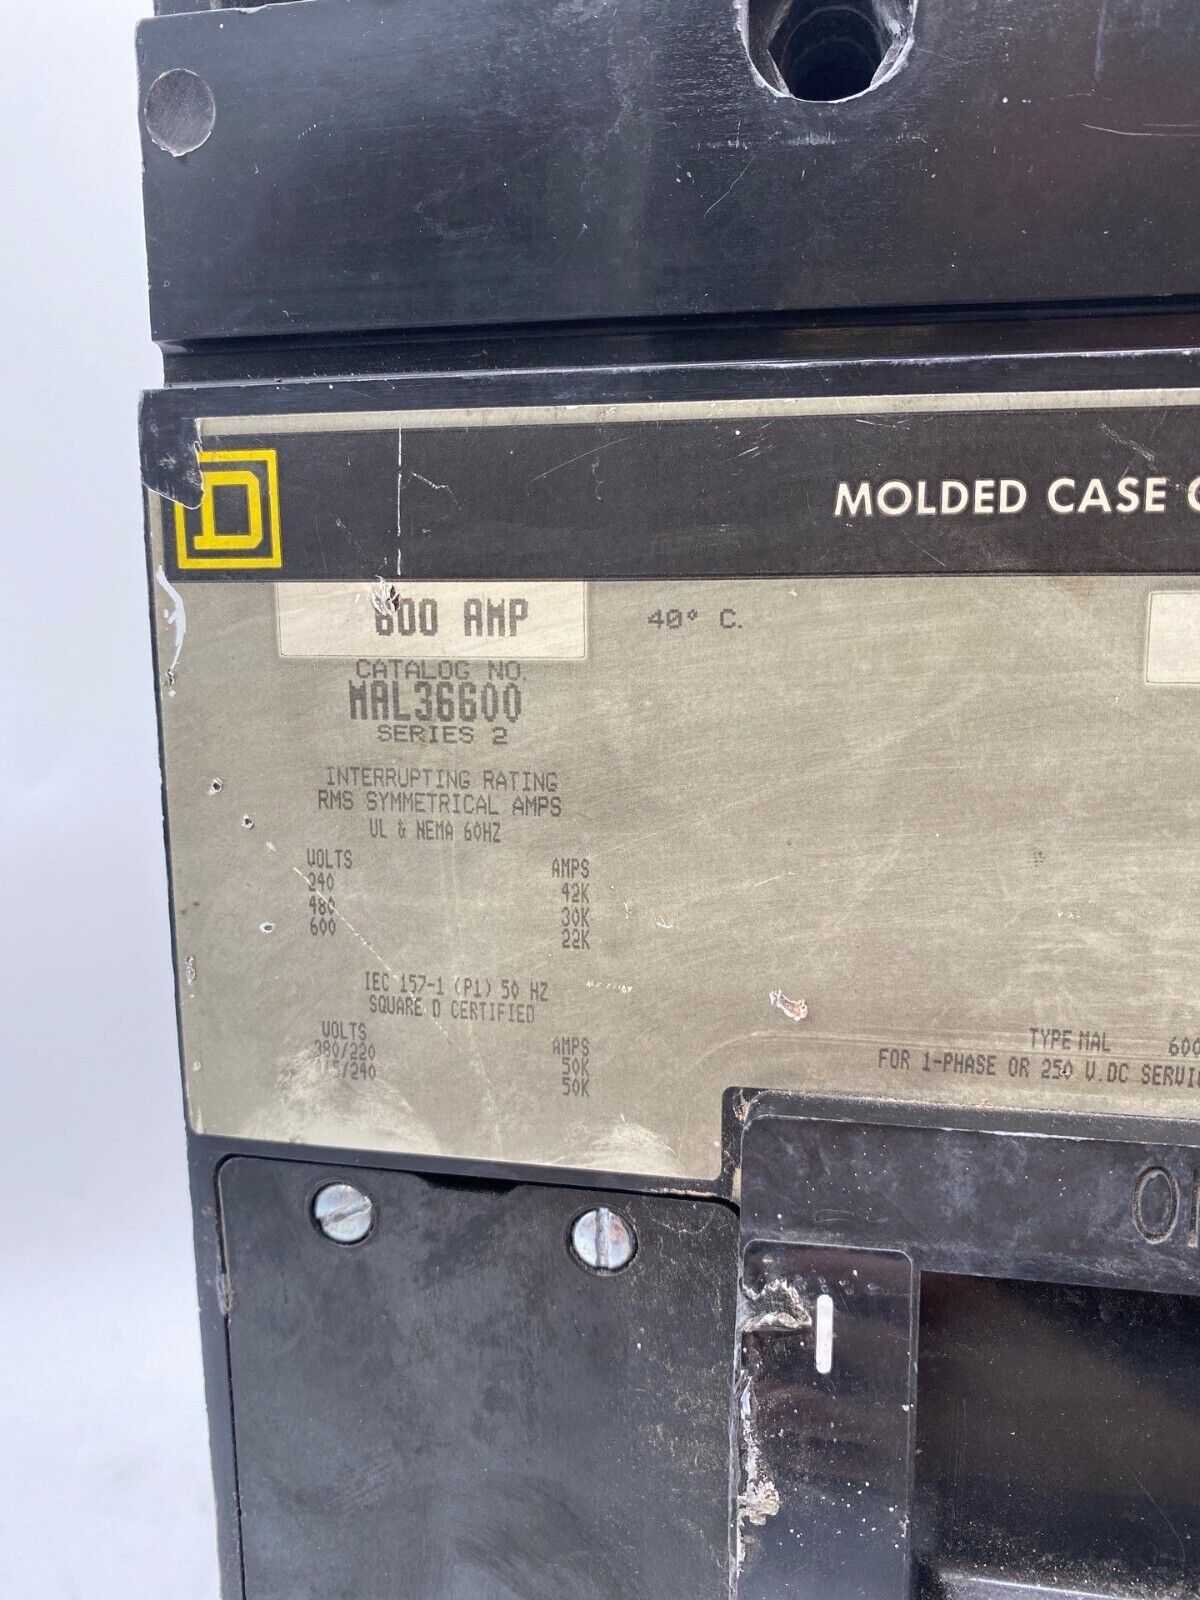 D
MOLDED CASE
600 AMP
40° C.
CATALOG NO.
MAL36600
SERIES 2
INTERRUPTING RATING
RMS SYMMETRICAL AMPS
UL & NEMA 60HZ
VOLTS AMPS
240 42K
480 30K
600 22K
IEC 157-1 (P1) 50 HZ
SQUARE D CERTIFIED
VOLTS AMPS
380/220 50K
/240 50K
TYPE MAL 600
FOR 1-PHASE OR 250 V.DC